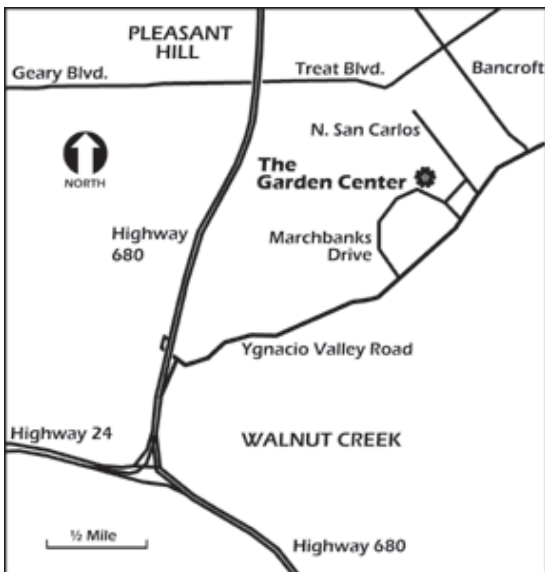 PLEASANT
HILL
Geary Blvd.
Treat Blvd.
Bancroft
N. San Carlos
NORTH
The
Garden Center
Highway
680
Marchbanks
Drive
Ygnacio Valley Road
Highway 24
WALNUT CREEK
½ Mile
Highway 680